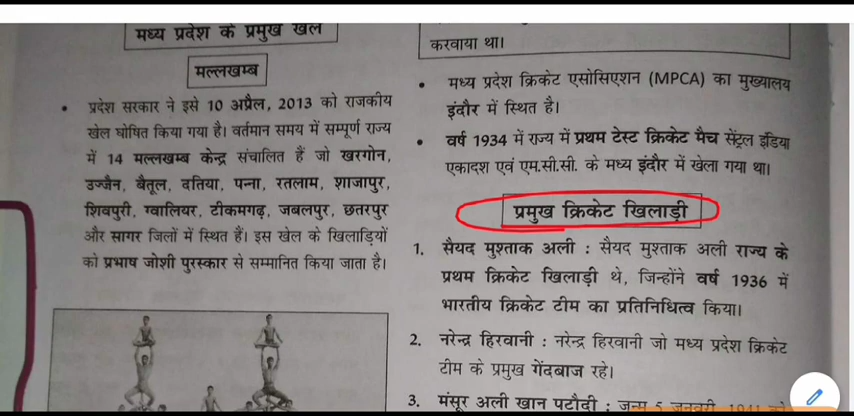 मध्य प्रदेश के प्रमुख खेल
मल्लखम्ब
• प्रदेश सरकार ने इसे 10 अप्रैल, 2013 को राजकीय
खेल घोषित किया गया है। वर्तमान समय में सम्पूर्ण राज्य
में 14 मल्लखम्ब केन्द्र संचालित हैं जो खरगोन,
उज्जैन, बैतूल, दतिया, पन्ना, रतलाम, शाजापुर,
शिवपुरी, ग्वालियर, टीकमगढ़, जबलपुर, छतरपुर
और सागर जिलों में स्थित हैं। इस खेल के खिलाड़ियों
को प्रभाष जोशी पुरस्कार से सम्मानित किया जाता है।
करवाया था।
• मध्य प्रदेश क्रिकेट एसोसिएशन (MPCA) का मुख्यालय
इंदौर में स्थित है।
• वर्ष 1934 में राज्य में प्रथम टेस्ट क्रिकेट मैच सेंट्रल इंडिया
एकादश एवं एम.सी.सी. के मध्य इंदौर में खेला गया था।
प्रमुख क्रिकेट खिलाड़ी
1. सैयद मुश्ताक अली : सैयद मुश्ताक अली राज्य के
प्रथम क्रिकेट खिलाड़ी थे, जिन्होंने वर्ष 1936 में
भारतीय क्रिकेट टीम का प्रतिनिधित्व किया।
2. नरेन्द्र हिरवानी : नरेन्द्र हिरवानी जो मध्य प्रदेश क्रिकेट
टीम के प्रमुख गेंदबाज रहे।
3. मंसूर अली खान पटौदी : जन्म 5 जनवरी, 1941 को